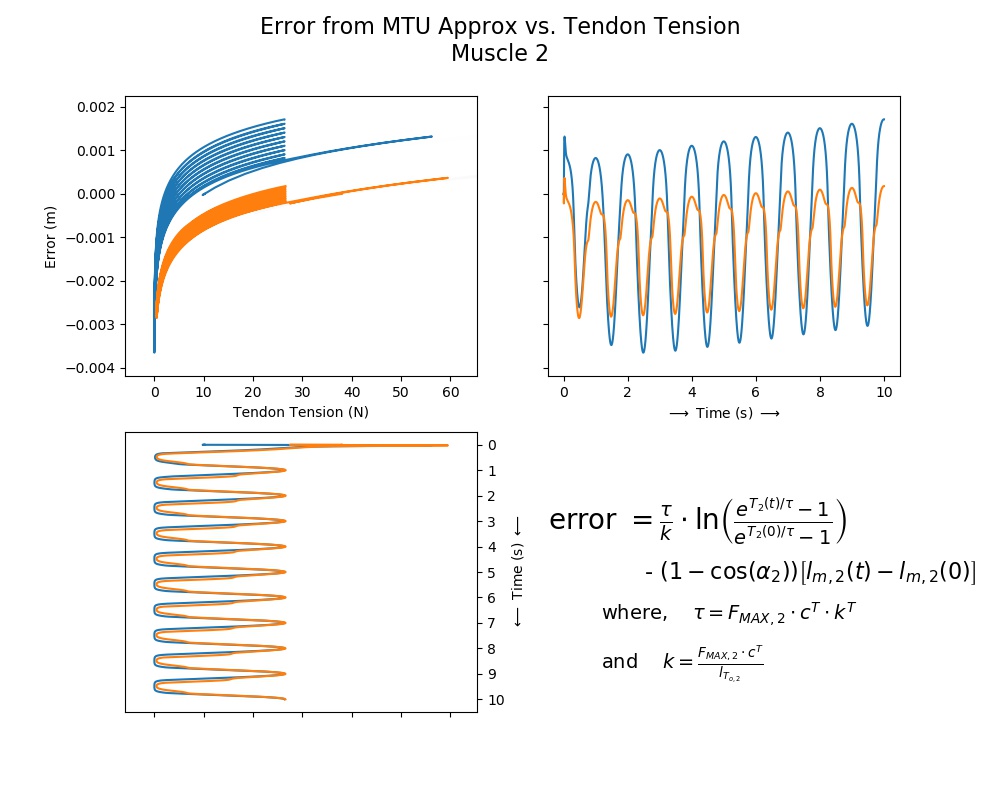 Error from MTU Approx vs. Tendon Tension
Muscle 2
0.002
0.001
0.000
−0.001
−0.002
−0.003
−0.004
Error (m)
0 10 20 30 40 50 60
Tendon Tension (N)
0 2 4 6 8 10
⟶ Time (s) ⟶
0
1
2
3
4
5
6
7
8
9
10
⟵ Time (s) ⟵
error = τ/k · ln((e^{T_2(t)/τ} − 1)/(e^{T_2(0)/τ} − 1))
- (1 − cos(α_2))[l_{m,2}(t) − l_{m,2}(0)]
where, τ = F_{MAX,2} · c^T · k^T
and k = F_{MAX,2} · c^T / l_{T_{o,2}}